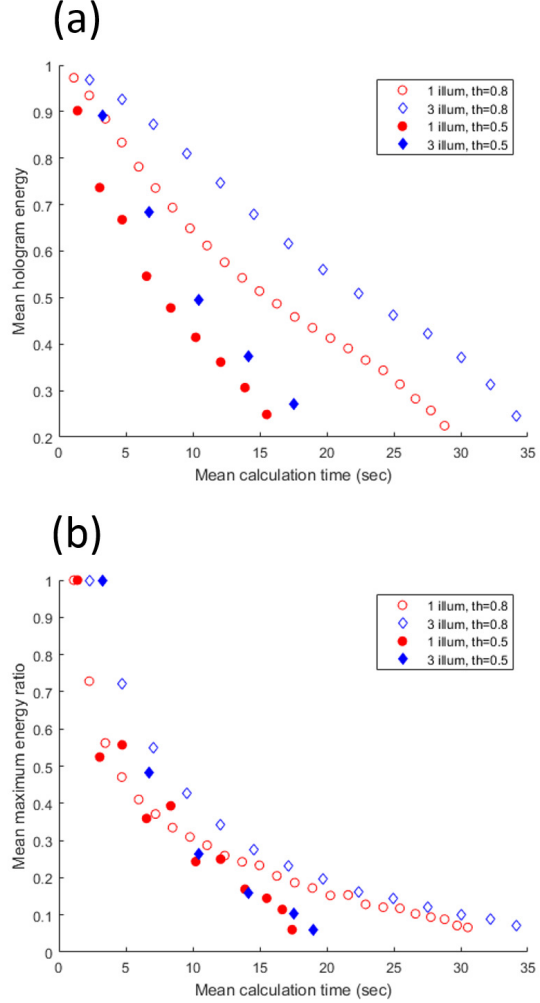 (a)
1
0.9
0.8
0.7
0.6
0.5
0.4
0.3
0.2
Mean hologram energy
1 illum, th=0.8
3 illum, th=0.8
1 illum, th=0.5
3 illum, th=0.5
0 5 10 15 20 25 30 35
Mean calculation time (sec)
(b)
1
0.9
0.8
0.7
0.6
0.5
0.4
0.3
0.2
0.1
0
Mean maximum energy ratio
1 illum, th=0.8
3 illum, th=0.8
1 illum, th=0.5
3 illum, th=0.5
0 5 10 15 20 25 30 35
Mean calculation time (sec)